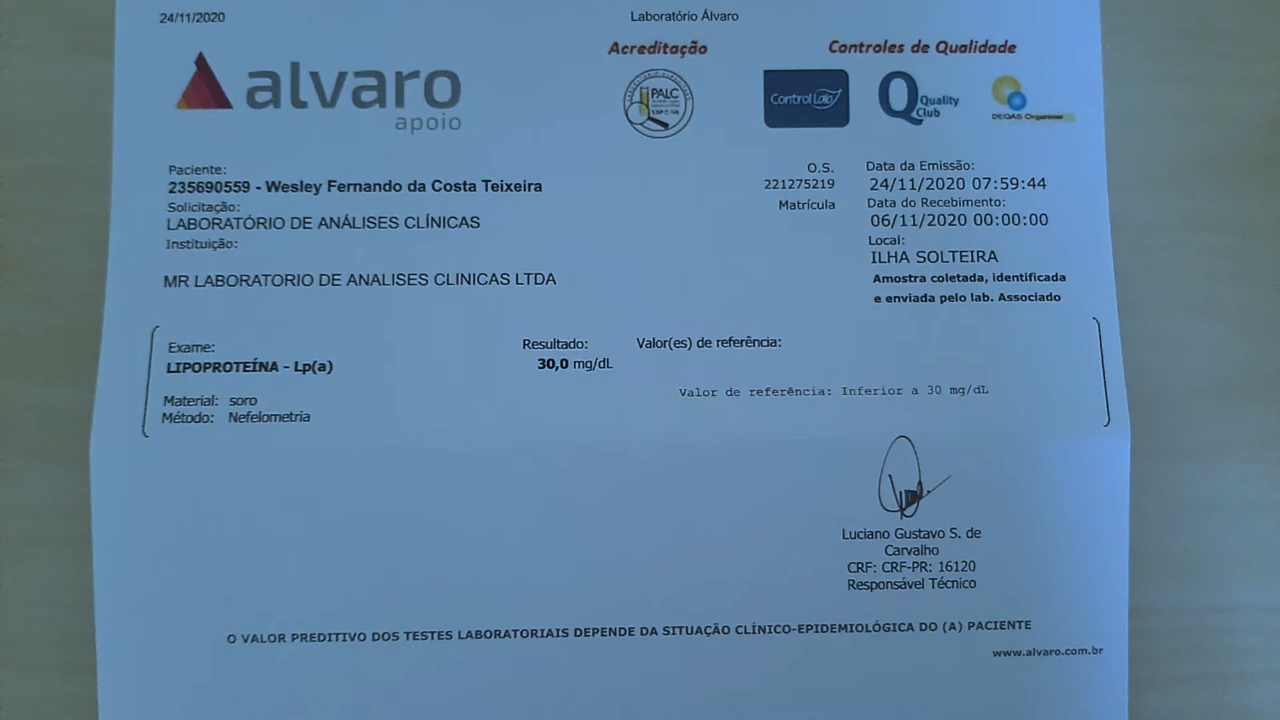 24/11/2020
Laboratório Álvaro
alvaro
apoio
Acreditação
Controles de Qualidade
PALC
ControlLab
Quality
Club
DEQAS Organiser
Paciente:
235690559 - Wesley Fernando da Costa Teixeira
Solicitação:
LABORATÓRIO DE ANÁLISES CLÍNICAS
Instituição:
MR LABORATORIO DE ANALISES CLINICAS LTDA
O.S.
221275219
Matrícula
Data da Emissão:
24/11/2020 07:59:44
Data do Recebimento:
06/11/2020 00:00:00
Local:
ILHA SOLTEIRA
Amostra coletada, identificada
e enviada pelo lab. Associado
Exame:
LIPOPROTEÍNA - Lp(a)
Resultado:
30,0 mg/dL
Valor(es) de referência:
Valor de referência: Inferior a 30 mg/dL
Material: soro
Método: Nefelometria
Luciano Gustavo S. de
Carvalho
CRF: CRF-PR: 16120
Responsável Técnico
O VALOR PREDITIVO DOS TESTES LABORATORIAIS DEPENDE DA SITUAÇÃO CLÍNICO-EPIDEMIOLÓGICA DO (A) PACIENTE
www.alvaro.com.br